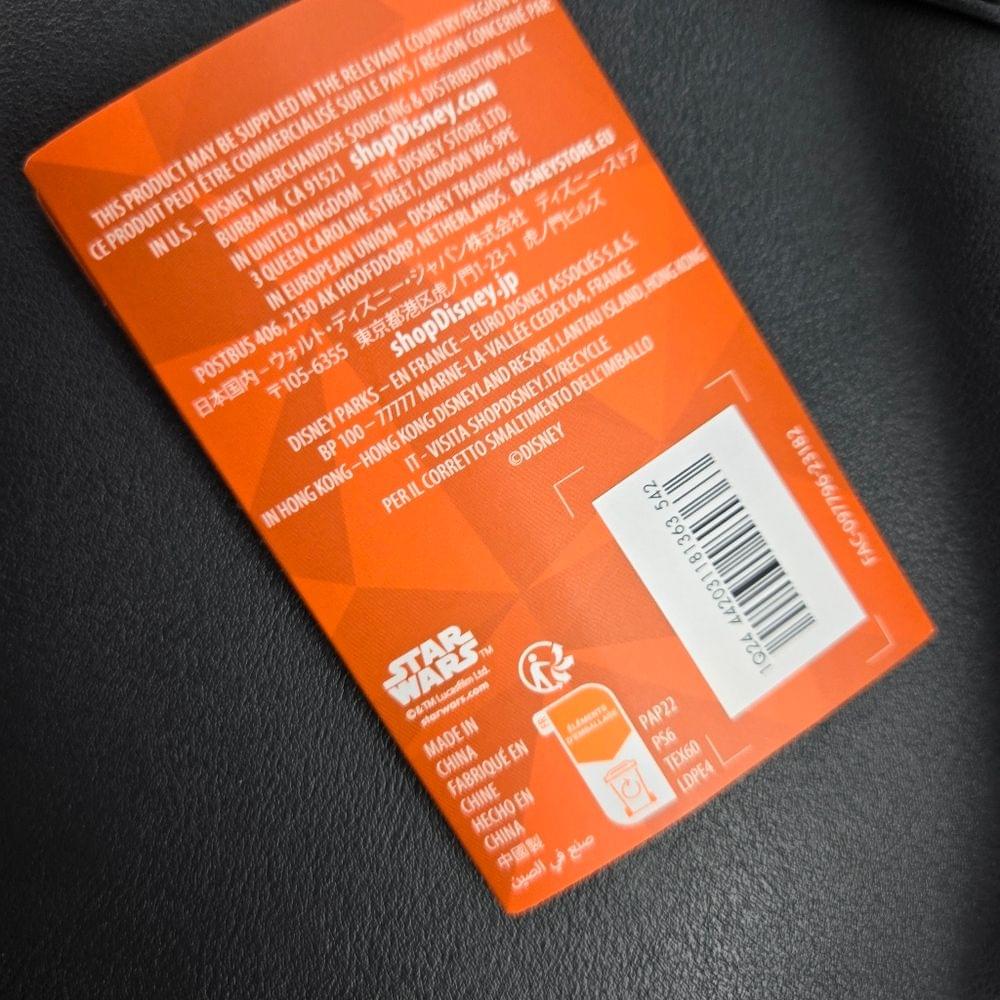 THIS PRODUCT MAY BE SUPPLIED IN THE RELEVANT COUNTRY/REGION
CE PRODUIT PEUT ÊTRE COMMERCIALISÉ SUR LE PAYS / RÉGION CONCERNÉ PAR
IN U.S. – DISNEY MERCHANDISE SOURCING & DISTRIBUTION, LLC
BURBANK, CA 91521 shopDisney.com
IN UNITED KINGDOM – THE DISNEY STORE LTD.
3 QUEEN CAROLINE STREET, LONDON W6 9PE
IN EUROPEAN UNION – DISNEY TRADING BV,
POSTBUS 406, 2130 AK HOOFDDORP, NETHERLANDS. DISNEYSTORE.EU
日本国内 – ウォルト・ディズニー・ジャパン株式会社 ディズニーストア
〒105-6355 東京都港区虎ノ門1-23-1 虎ノ門ヒルズ
shopDisney.jp
DISNEY PARKS – EN FRANCE – EURO DISNEY ASSOCIÉS S.A.S.
BP 100 – 77777 MARNE-LA-VALLÉE CEDEX 04, FRANCE
IN HONG KONG – HONG KONG DISNEYLAND RESORT, LANTAU ISLAND, HONG KONG
IT - VISITA SHOPDISNEY.IT/RECYCLE
PER IL CORRETTO SMALTIMENTO DELL'IMBALLO
©DISNEY
1Q24 442031181363 542
FAC-097796-23182
STAR WARS™
© & TM Lucasfilm Ltd.
starwars.com
MADE IN
CHINA
FABRIQUÉ EN
CHINE
HECHO EN
CHINA
中國製
صنع في الصين
ÉLÉMENTS
D'EMBALLAGE
PAP22
PS6
TEX60
LDPE4